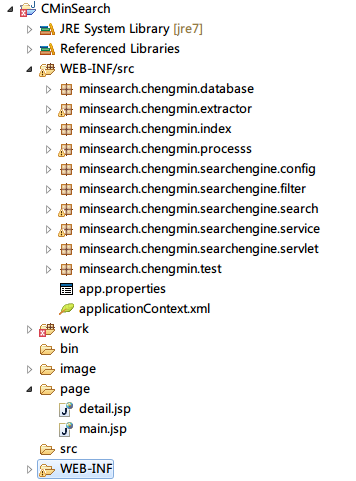 CMinSearch
JRE System Library [jre7]
Referenced Libraries
WEB-INF/src
minsearch.chengmin.database
minsearch.chengmin.extractor
minsearch.chengmin.index
minsearch.chengmin.processs
minsearch.chengmin.searchengine.config
minsearch.chengmin.searchengine.filter
minsearch.chengmin.searchengine.search
minsearch.chengmin.searchengine.service
minsearch.chengmin.searchengine.servlet
minsearch.chengmin.test
app.properties
applicationContext.xml
work
bin
image
page
detail.jsp
main.jsp
src
WEB-INF